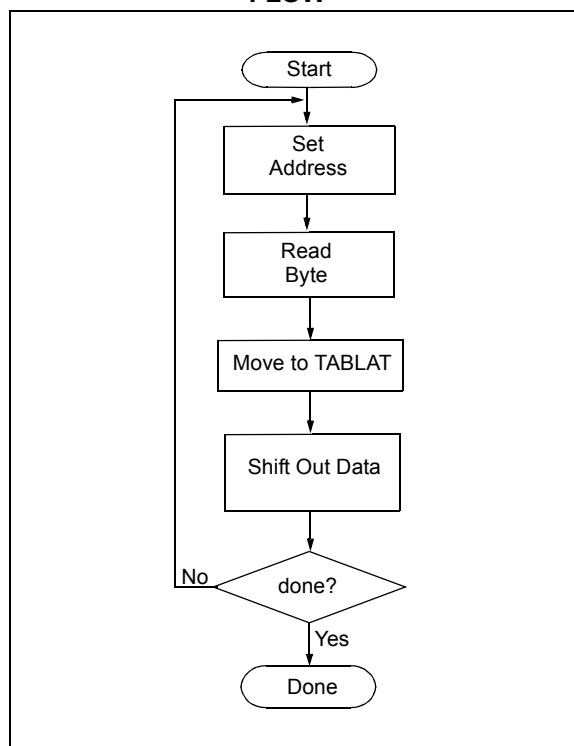 FLOW
Start
Set
Address
Read
Byte
Move to TABLAT
Shift Out Data
No
done?
Yes
Done